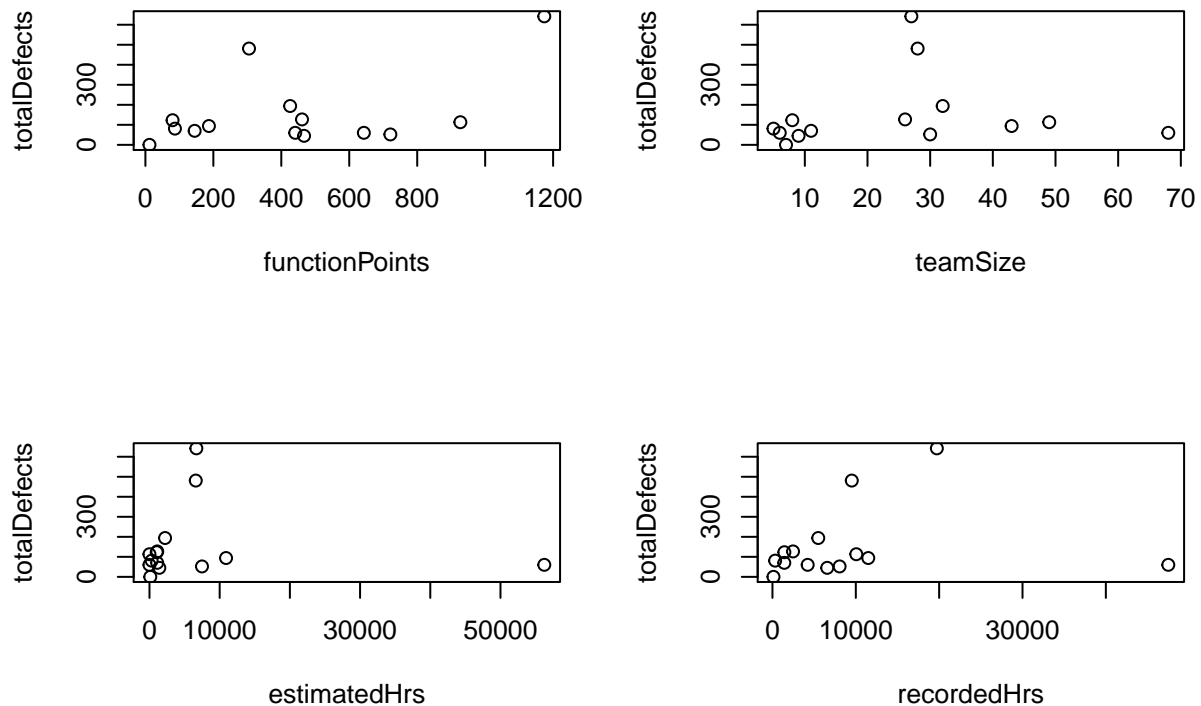 totalDefects
0 300
0 200 400 600 800 1200
functionPoints
totalDefects
0 300
10 20 30 40 50 60 70
teamSize
totalDefects
0 300
0 10000 30000 50000
estimatedHrs
totalDefects
0 300
0 10000 30000
recordedHrs